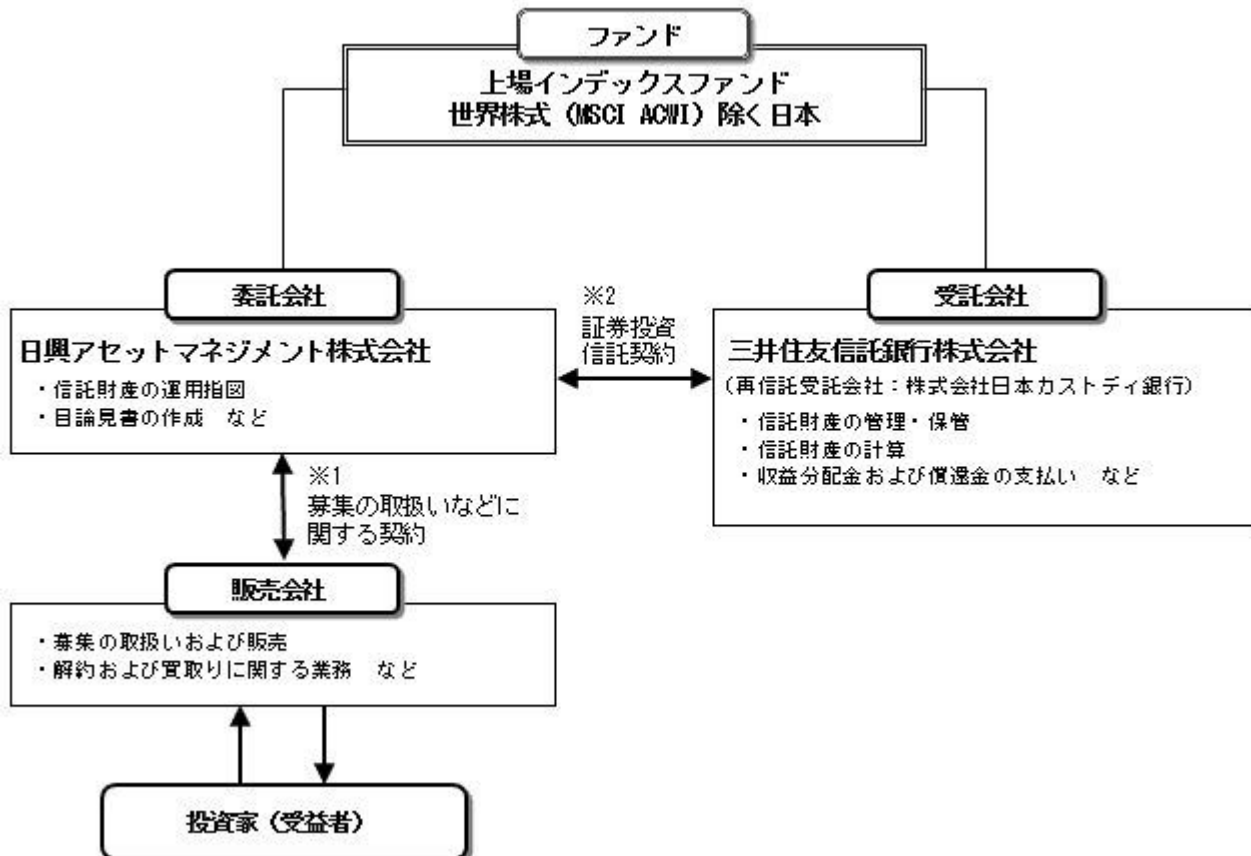 ファンド
上場インデックスファンド
世界株式（MSCI ACWI）除く日本
委託会社
日興アセットマネジメント株式会社
・信託財産の運用指図
・目論見書の作成　など
※2
証券投資
信託契約
受託会社
三井住友信託銀行株式会社
（再信託受託会社：株式会社日本カストディ銀行）
・信託財産の管理・保管
・信託財産の計算
・収益分配金および償還金の支払い　など
※1
募集の取扱いなどに
関する契約
販売会社
・募集の取扱いおよび販売
・解約および買取りに関する業務　など
投資家（受益者）